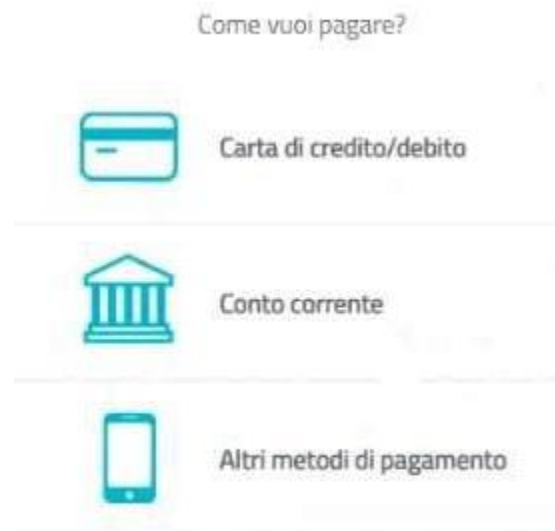 Come vuoi pagare?
Carta di credito/debito
Conto corrente
Altri metodi di pagamento